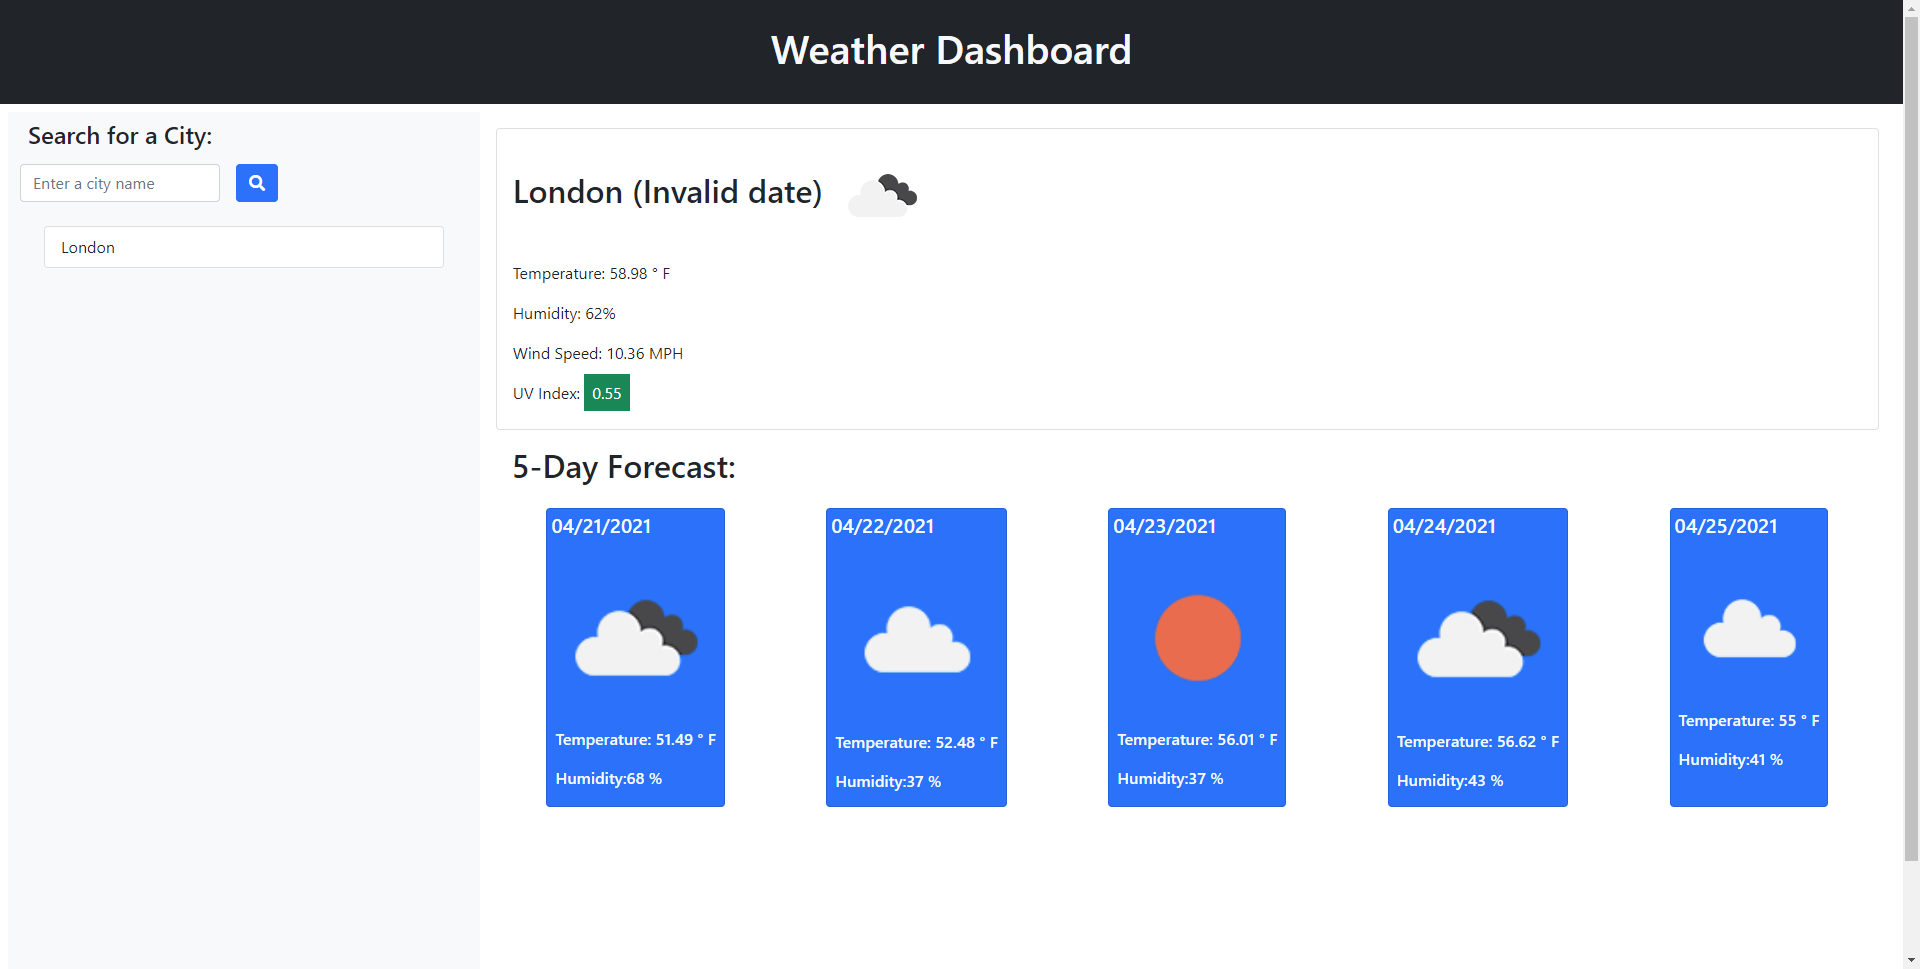 Weather Dashboard
Search for a City:
Enter a city name
London
London (Invalid date)
Temperature: 58.98 ° F
Humidity: 62%
Wind Speed: 10.36 MPH
UV Index: 0.55
5-Day Forecast:
04/21/2021
Temperature: 51.49 ° F
Humidity:68 %
04/22/2021
Temperature: 52.48 ° F
Humidity:37 %
04/23/2021
Temperature: 56.01 ° F
Humidity:37 %
04/24/2021
Temperature: 56.62 ° F
Humidity:43 %
04/25/2021
Temperature: 55 ° F
Humidity:41 %